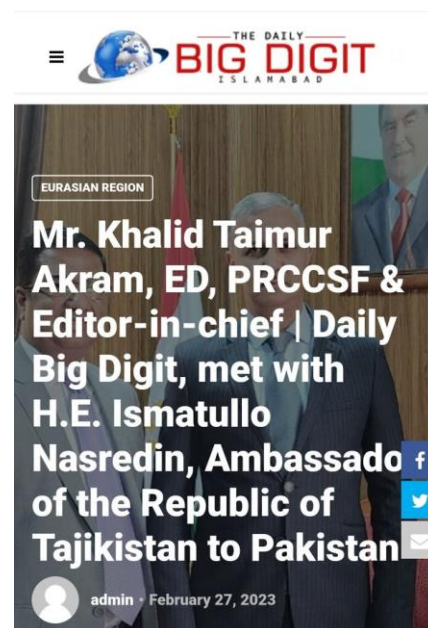 THE DAILY
BIG DIGIT
ISLAMABAD
EURASIAN REGION
Mr. Khalid Taimur
Akram, ED, PRCCSF &
Editor-in-chief | Daily
Big Digit, met with
H.E. Ismatullo
Nasredin, Ambassado
of the Republic of
Tajikistan to Pakistan
admin • February 27, 2023